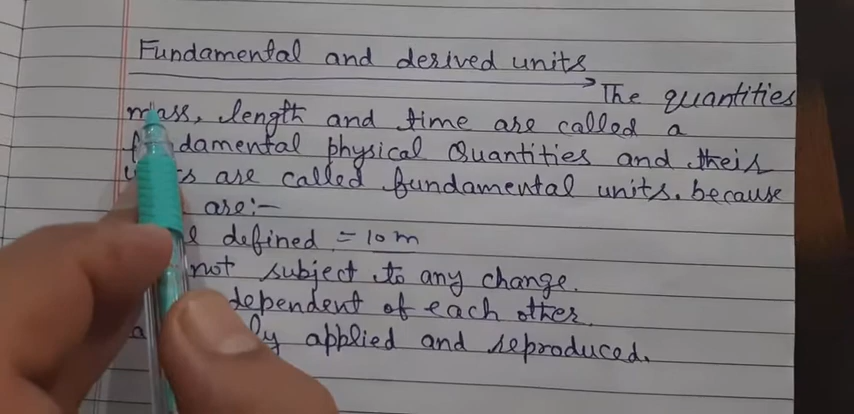 Fundamental and derived units
→ The quantities
mass, length and time are called a
damental physical Quantities and their
are called fundamental units. because
are:-
defined = 10 m
not subject to any change.
dependent of each other.
applied and reproduced.